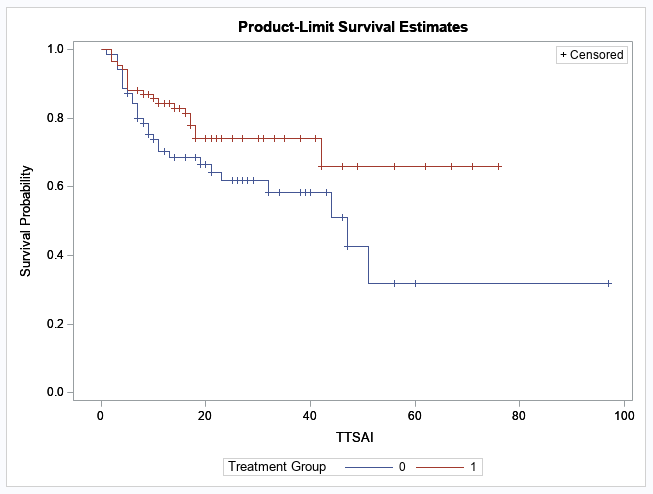 Product-Limit Survival Estimates
+ Censored
1.0
0.8
0.6
0.4
0.2
0.0
Survival Probability
0 20 40 60 80 100
TTSAI
Treatment Group 0 1